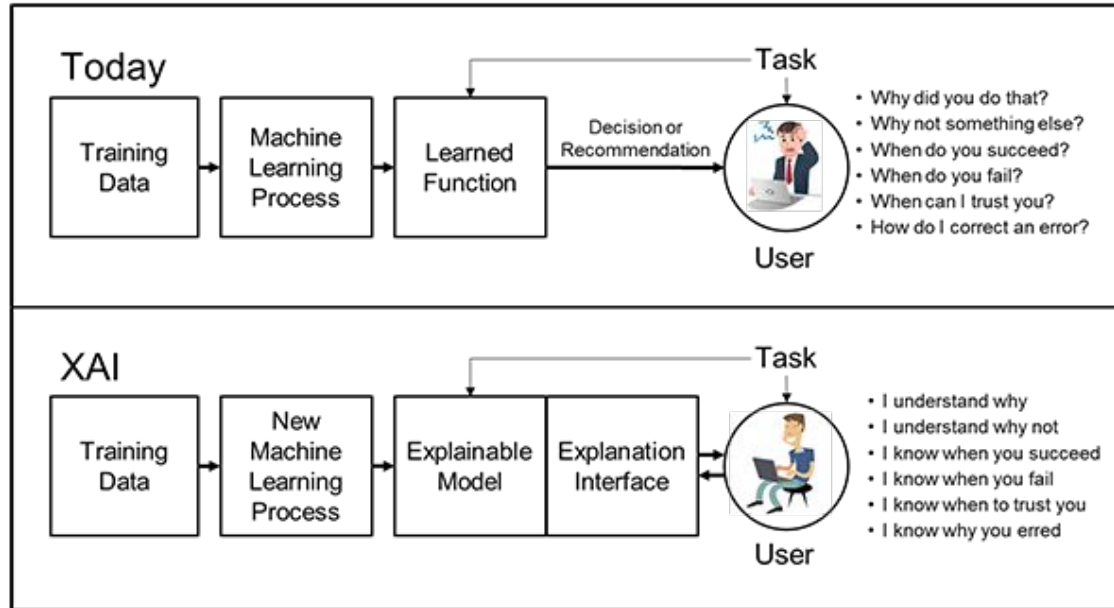 Today
Task
Training
Data
Machine
Learning
Process
Learned
Function
Decision or
Recommendation
User
• Why did you do that?
• Why not something else?
• When do you succeed?
• When do you fail?
• When can I trust you?
• How do I correct an error?
XAI
Task
Training
Data
New
Machine
Learning
Process
Explainable
Model
Explanation
Interface
User
• I understand why
• I understand why not
• I know when you succeed
• I know when you fail
• I know when to trust you
• I know why you erred